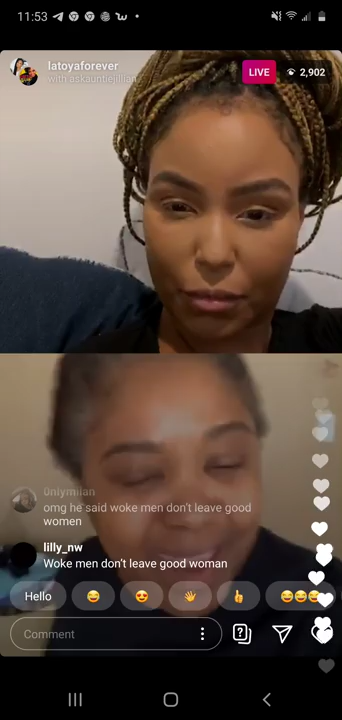 11:53
latoyaforever
with askauntiejillian
LIVE
2,902
0nlymilan
omg he said woke men don't leave good
women
lilly_nw
Woke men don't leave good woman
Hello
Comment